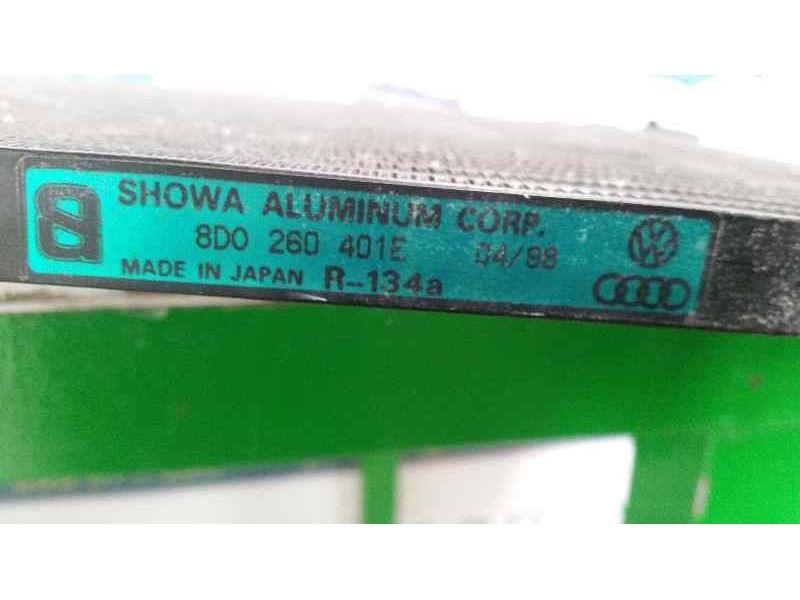 SHOWA ALUMINUM CORP.
8D0 260 401E 04/98
MADE IN JAPAN R-134a